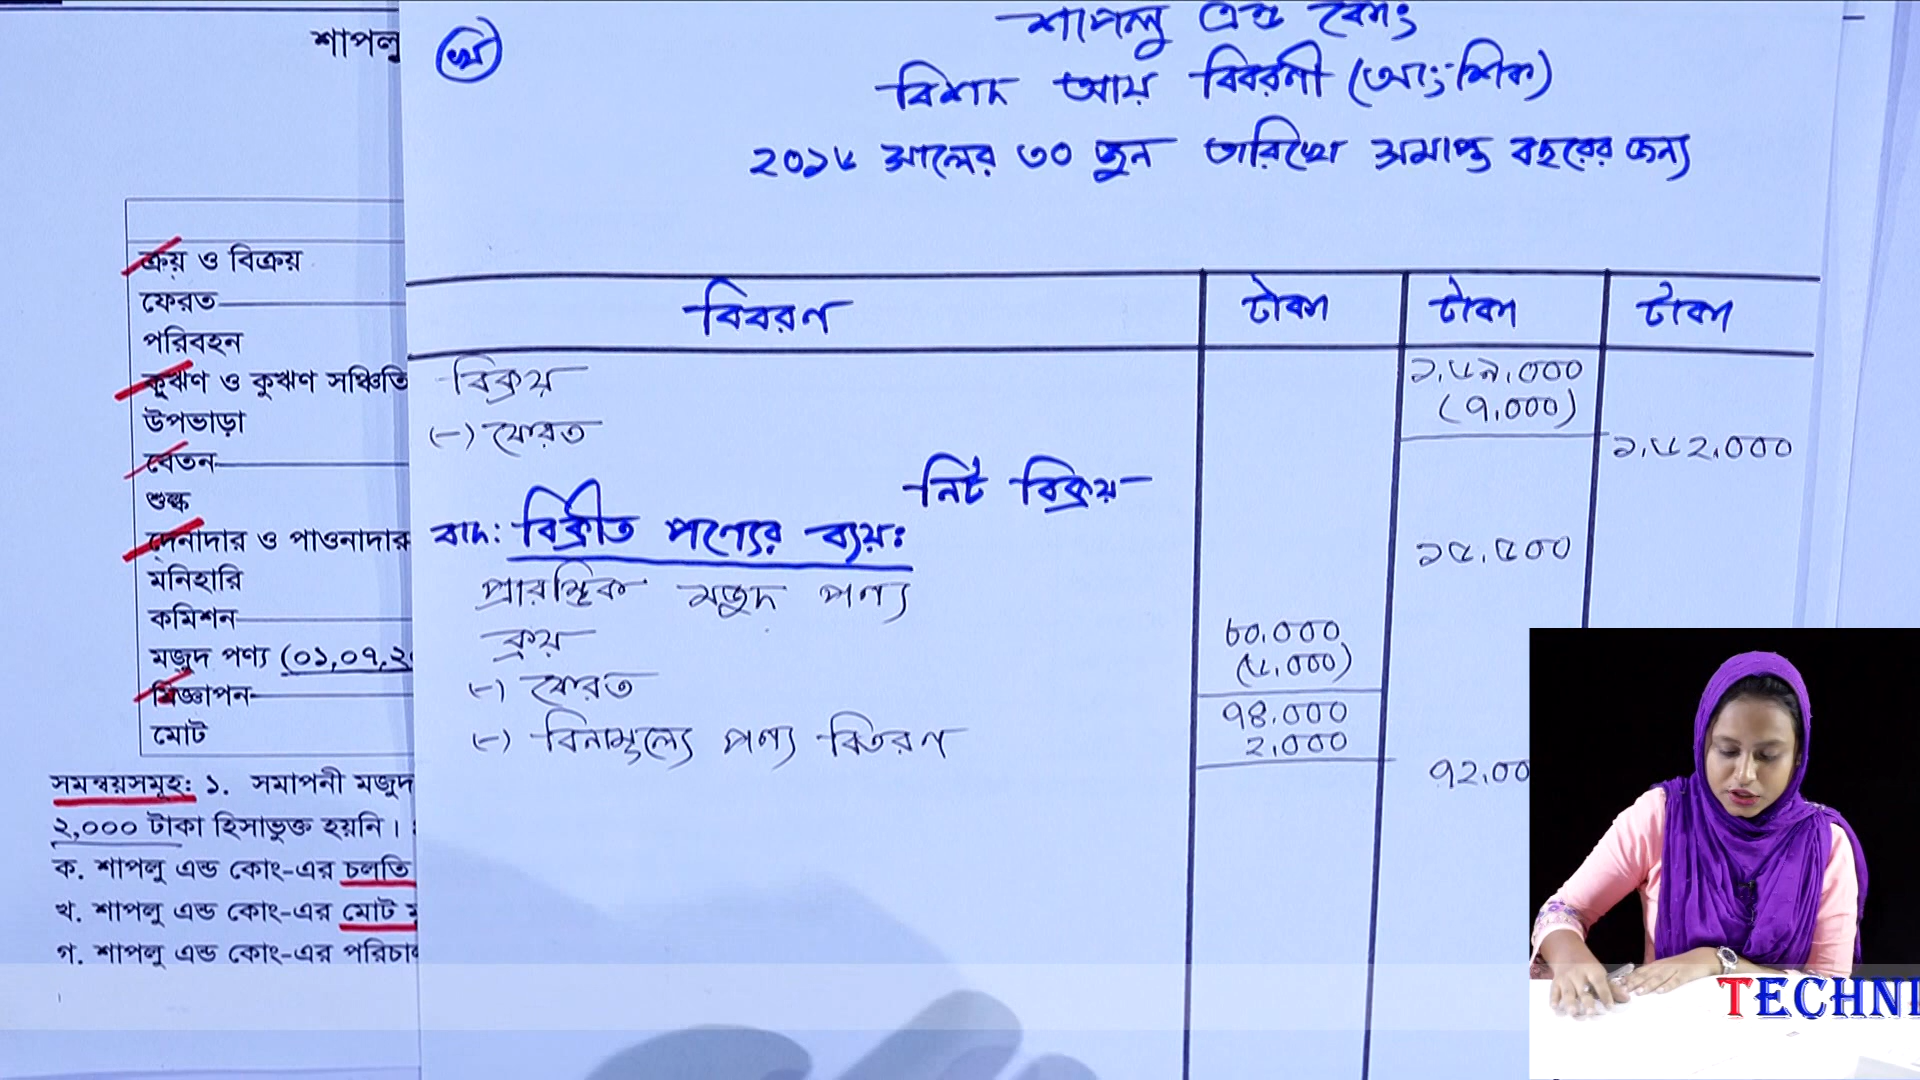 শাপলু
ক্রয় ও বিক্রয়
ফেরত
পরিবহন
কুঋণ ও কুঋণ সঞ্চিতি
উপভাড়া
বেতন
শুল্ক
দেনাদার ও পাওনাদার
মনিহারি
কমিশন
মজুদ পণ্য (০১,০৭,২
বিজ্ঞাপন
মোট
সমন্বয়সমূহ: ১. সমাপনী মজুদ
২,০০০ টাকা হিসাভুক্ত হয়নি।
ক. শাপলু এন্ড কোং-এর চলতি
খ. শাপলু এন্ড কোং-এর মোট
গ. শাপলু এন্ড কোং-এর পরিচাল
খ
শাপলু এন্ড কোং
বিশদ আয় বিবরণী (আংশিক)
সালের ৩০ জুন তারিখে সমাপ্ত বছরের জন্য
বিবরণ টাকা টাকা টাকা
বিক্রয় ১,৫৯,০০০
(-) ফেরত (৭,০০০)
নিট বিক্রয় ১,৫২,০০০
বাদ: বিক্রীত পণ্যের ব্যয়:
প্রারম্ভিক মজুদ পণ্য ১৫,৫০০
ক্রয় ৮০,০০০
(-) ফেরত (৬,০০০)
৭৪,০০০
(-) বিনামূল্যে পণ্য বিতরণ ২,০০০
৭২,০০
TECHNI